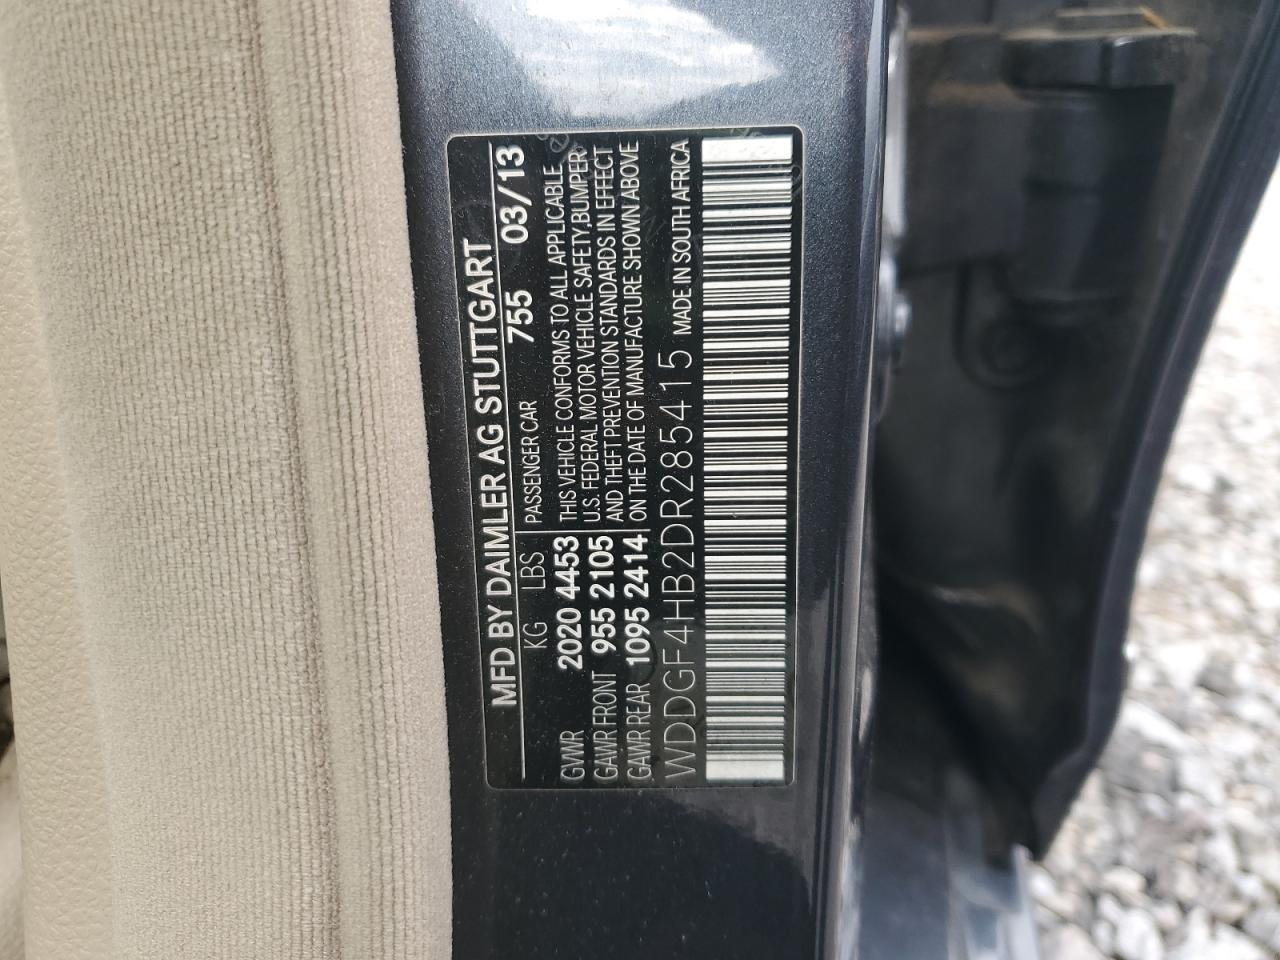 MFD BY DAIMLER AG STUTTGART
KG LBS PASSENGER CAR 755 03/13
GVWR 2020 4453 THIS VEHICLE CONFORMS TO ALL APPLICABLE
GAWR FRONT 955 2105 U.S. FEDERAL MOTOR VEHICLE SAFETY, BUMPER,
GAWR REAR 1095 2414 AND THEFT PREVENTION STANDARDS IN EFFECT
ON THE DATE OF MANUFACTURE SHOWN ABOVE
WDDGF4HB2DR285415 MADE IN SOUTH AFRICA